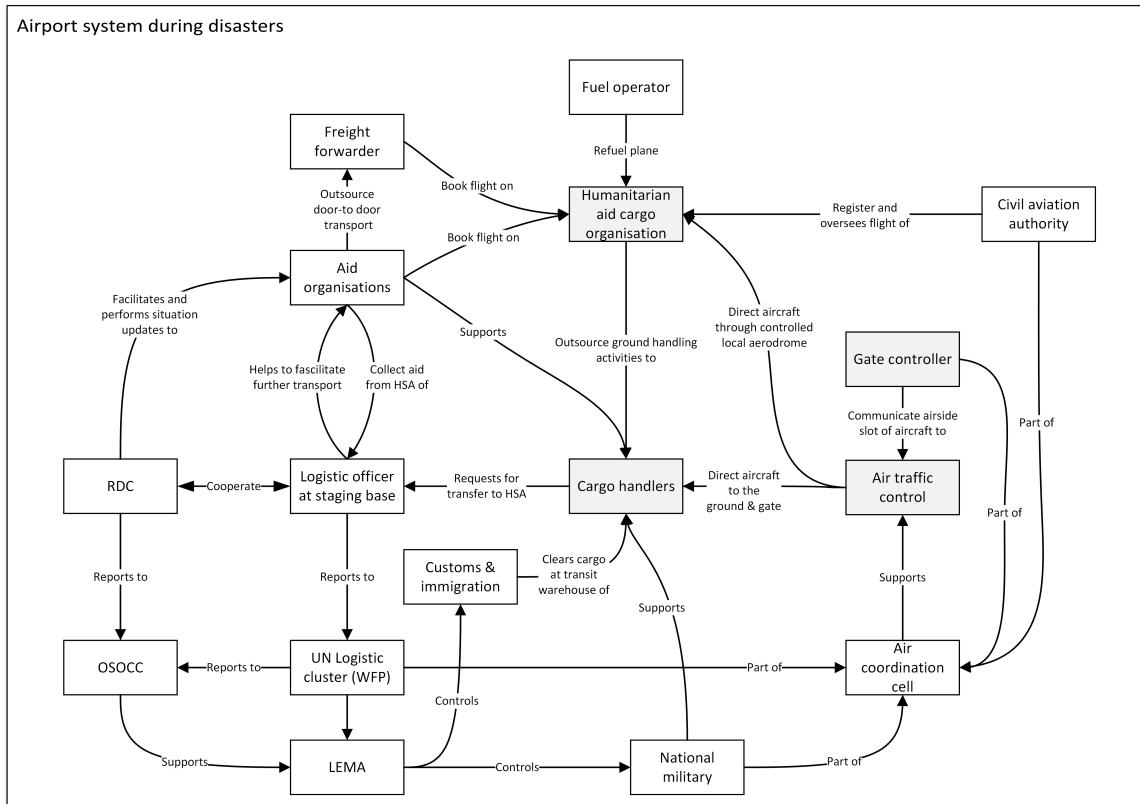 Airport system during disasters
Fuel operator
Freight
forwarder
Refuel plane
Book flight on
Outsource
door-to door
transport
Humanitarian
aid cargo
organisation
Register and
oversees flight of
Civil aviation
authority
Book flight on
Aid
organisations
Facilitates and
performs situation
updates to
Supports
Direct aircraft
through controlled
local aerodrome
Outsource ground handling
activities to
Gate controller
Helps to fascilitate
further transport
Collect aid
from HSA of
Communicate airside
slot of aircraft to
Part of
RDC
Cooperate
Logistic officer
at staging base
Requests for
transfer to HSA
Cargo handlers
Direct aircraft
to the
ground & gate
Air traffic
control
Part of
Reports to
Reports to
Customs &
immigration
Clears cargo
at transit
warehouse of
Supports
Supports
OSOCC
Reports to
UN Logistic
cluster (WFP)
Part of
Air
coordination
cell
Controls
Supports
LEMA
Controls
National
military
Part of